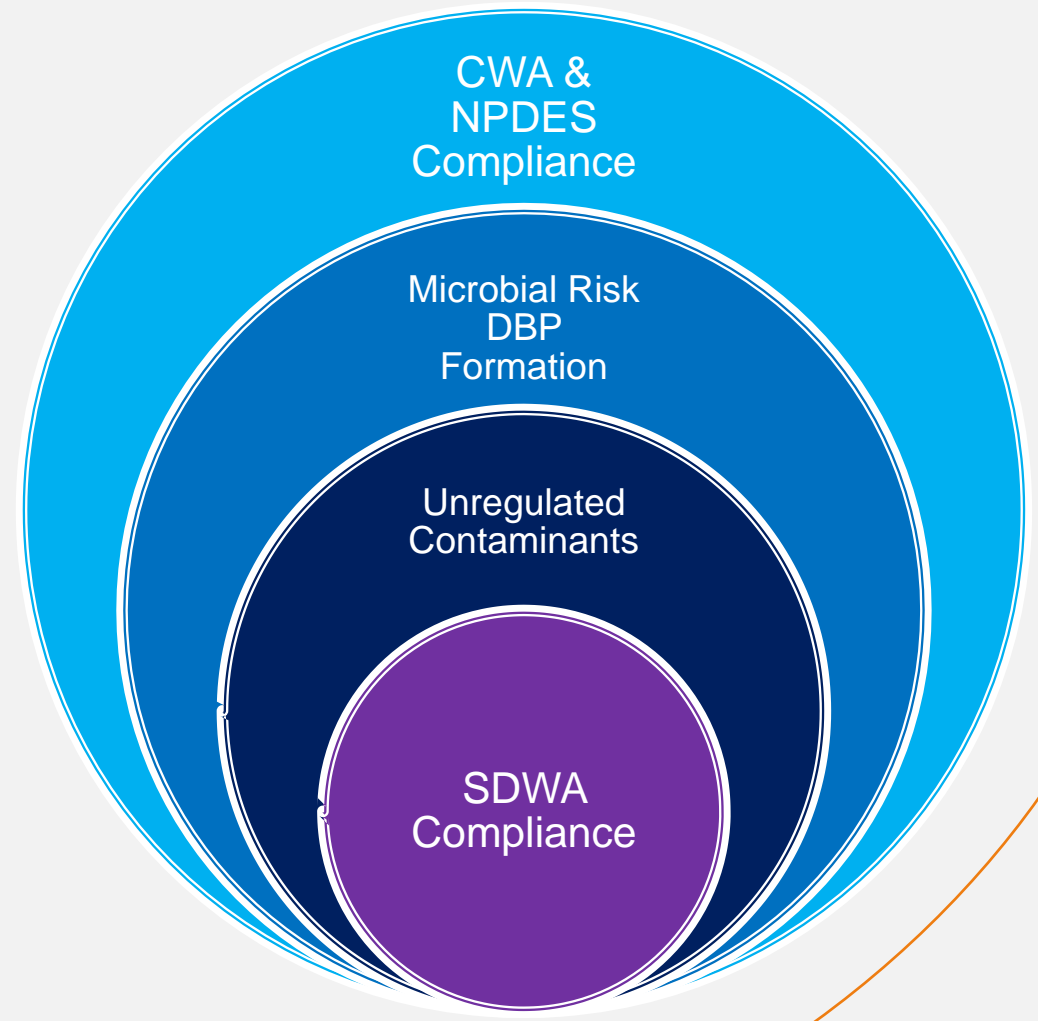 CWA &
NPDES
Compliance
Microbial Risk
DBP
Formation
Unregulated
Contaminants
SDWA
Compliance